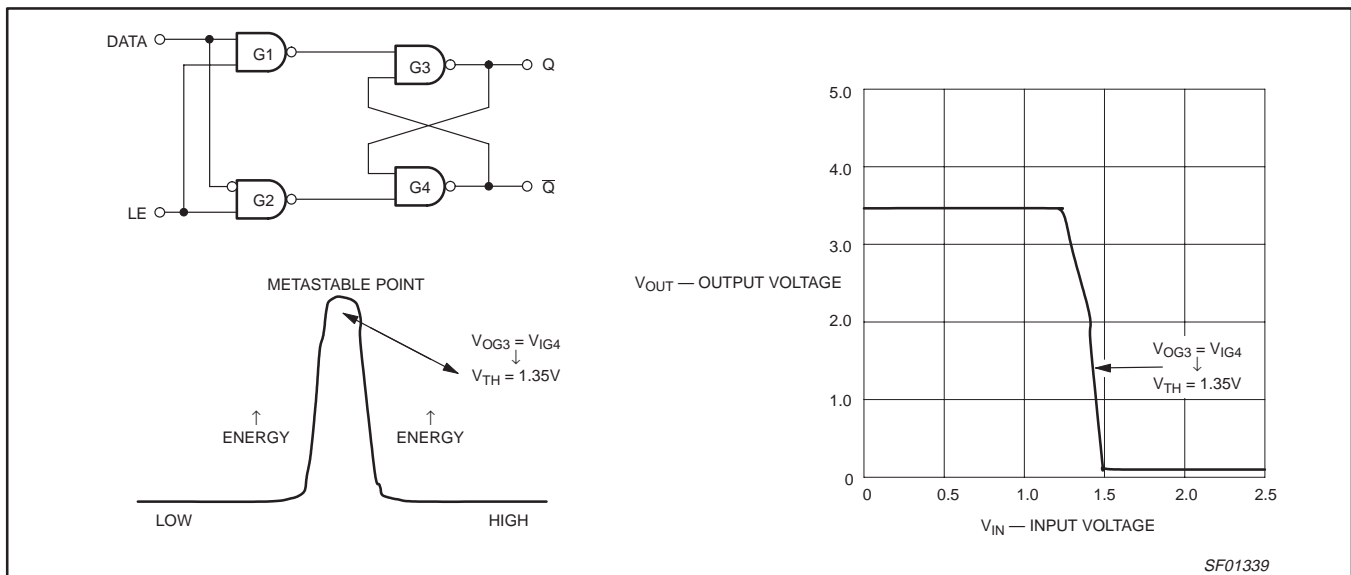 DATA
G1
G3
Q
LE
G2
G4
Q̅
METASTABLE POINT
V_OG3 = V_IG4
↓
V_TH = 1.35V
↑
ENERGY
↑
ENERGY
LOW
HIGH
5.0
4.0
3.0
2.0
1.0
0
V_OUT — OUTPUT VOLTAGE
V_OG3 = V_IG4
↓
V_TH = 1.35V
0 0.5 1.0 1.5 2.0 2.5
V_IN — INPUT VOLTAGE
SF01339